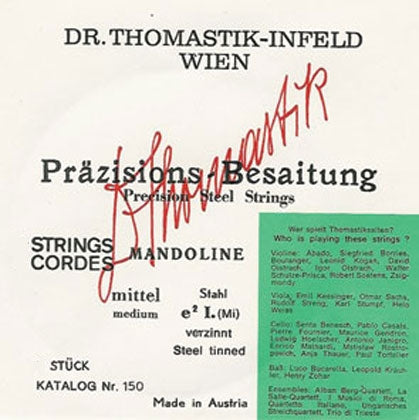 DR. THOMASTIK-INFELD
WIEN
Thomastik
Präzisions-Besaitung
Precision Steel Strings
STRINGS
CORDES
MANDOLINE
mittel
medium
Stahl
e² I. (Mi)
verzinnt
Steel tinned
STÜCK
KATALOG Nr. 150
Made in Austria
Wer spielt Thomastiksaiten?
Who is playing these strings ?
Violine: Abado, Siegfried Borries,
Boulanger, Leonid Kogan, David
Oistrach, Igor Oistrach, Walter
Schulze-Prisca, Robert Soetens, Zsig-
mondy
Viola: Emil Kessinger, Otmar Sachs,
Rudolf Streng, Karl Stumpf, Helo
Weiss
Cello: Senta Benesch, Pablo Casals,
Pierre Fournier, Maurice Gendron,
Ludwig Hoelscher, Antonio Janigro,
Enrico Mainardi, Mstislaw Rostro-
powich, Anja Thauer, Paul Tortelier
Baß: Lucio Bucarella, Leopold Kräuch-
er, Henry Zohar
Ensembles: Alban Berg-Quartett, La
Salle-Quartett, I Musici di Roma,
Quartetto Italiano, Ungarisches
Streichquartett, Trio di Trieste